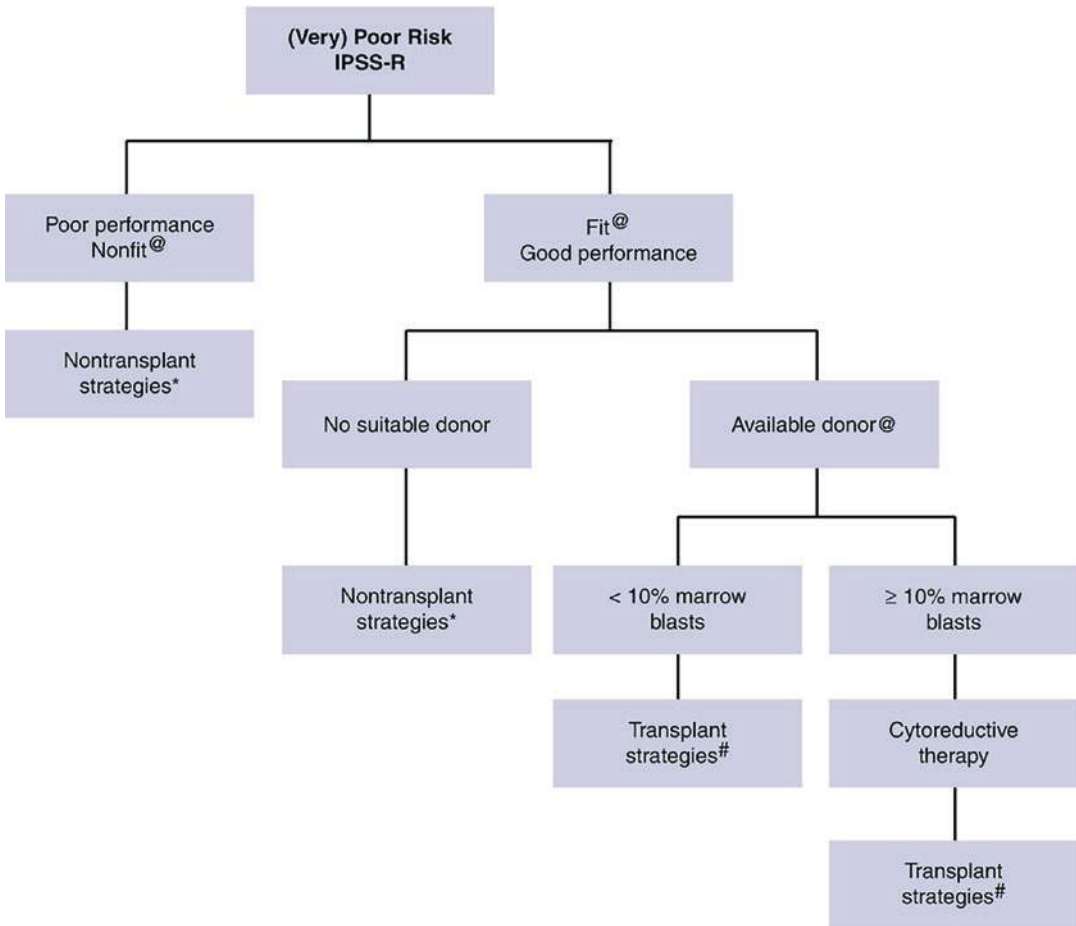 (Very) Poor Risk
IPSS-R
Poor performance
Nonfit@
Fit@
Good performance
Nontransplant
strategies*
No suitable donor
Available donor@
Nontransplant
strategies*
< 10% marrow
blasts
≥ 10% marrow
blasts
Transplant
strategies#
Cytoreductive
therapy
Transplant
strategies#